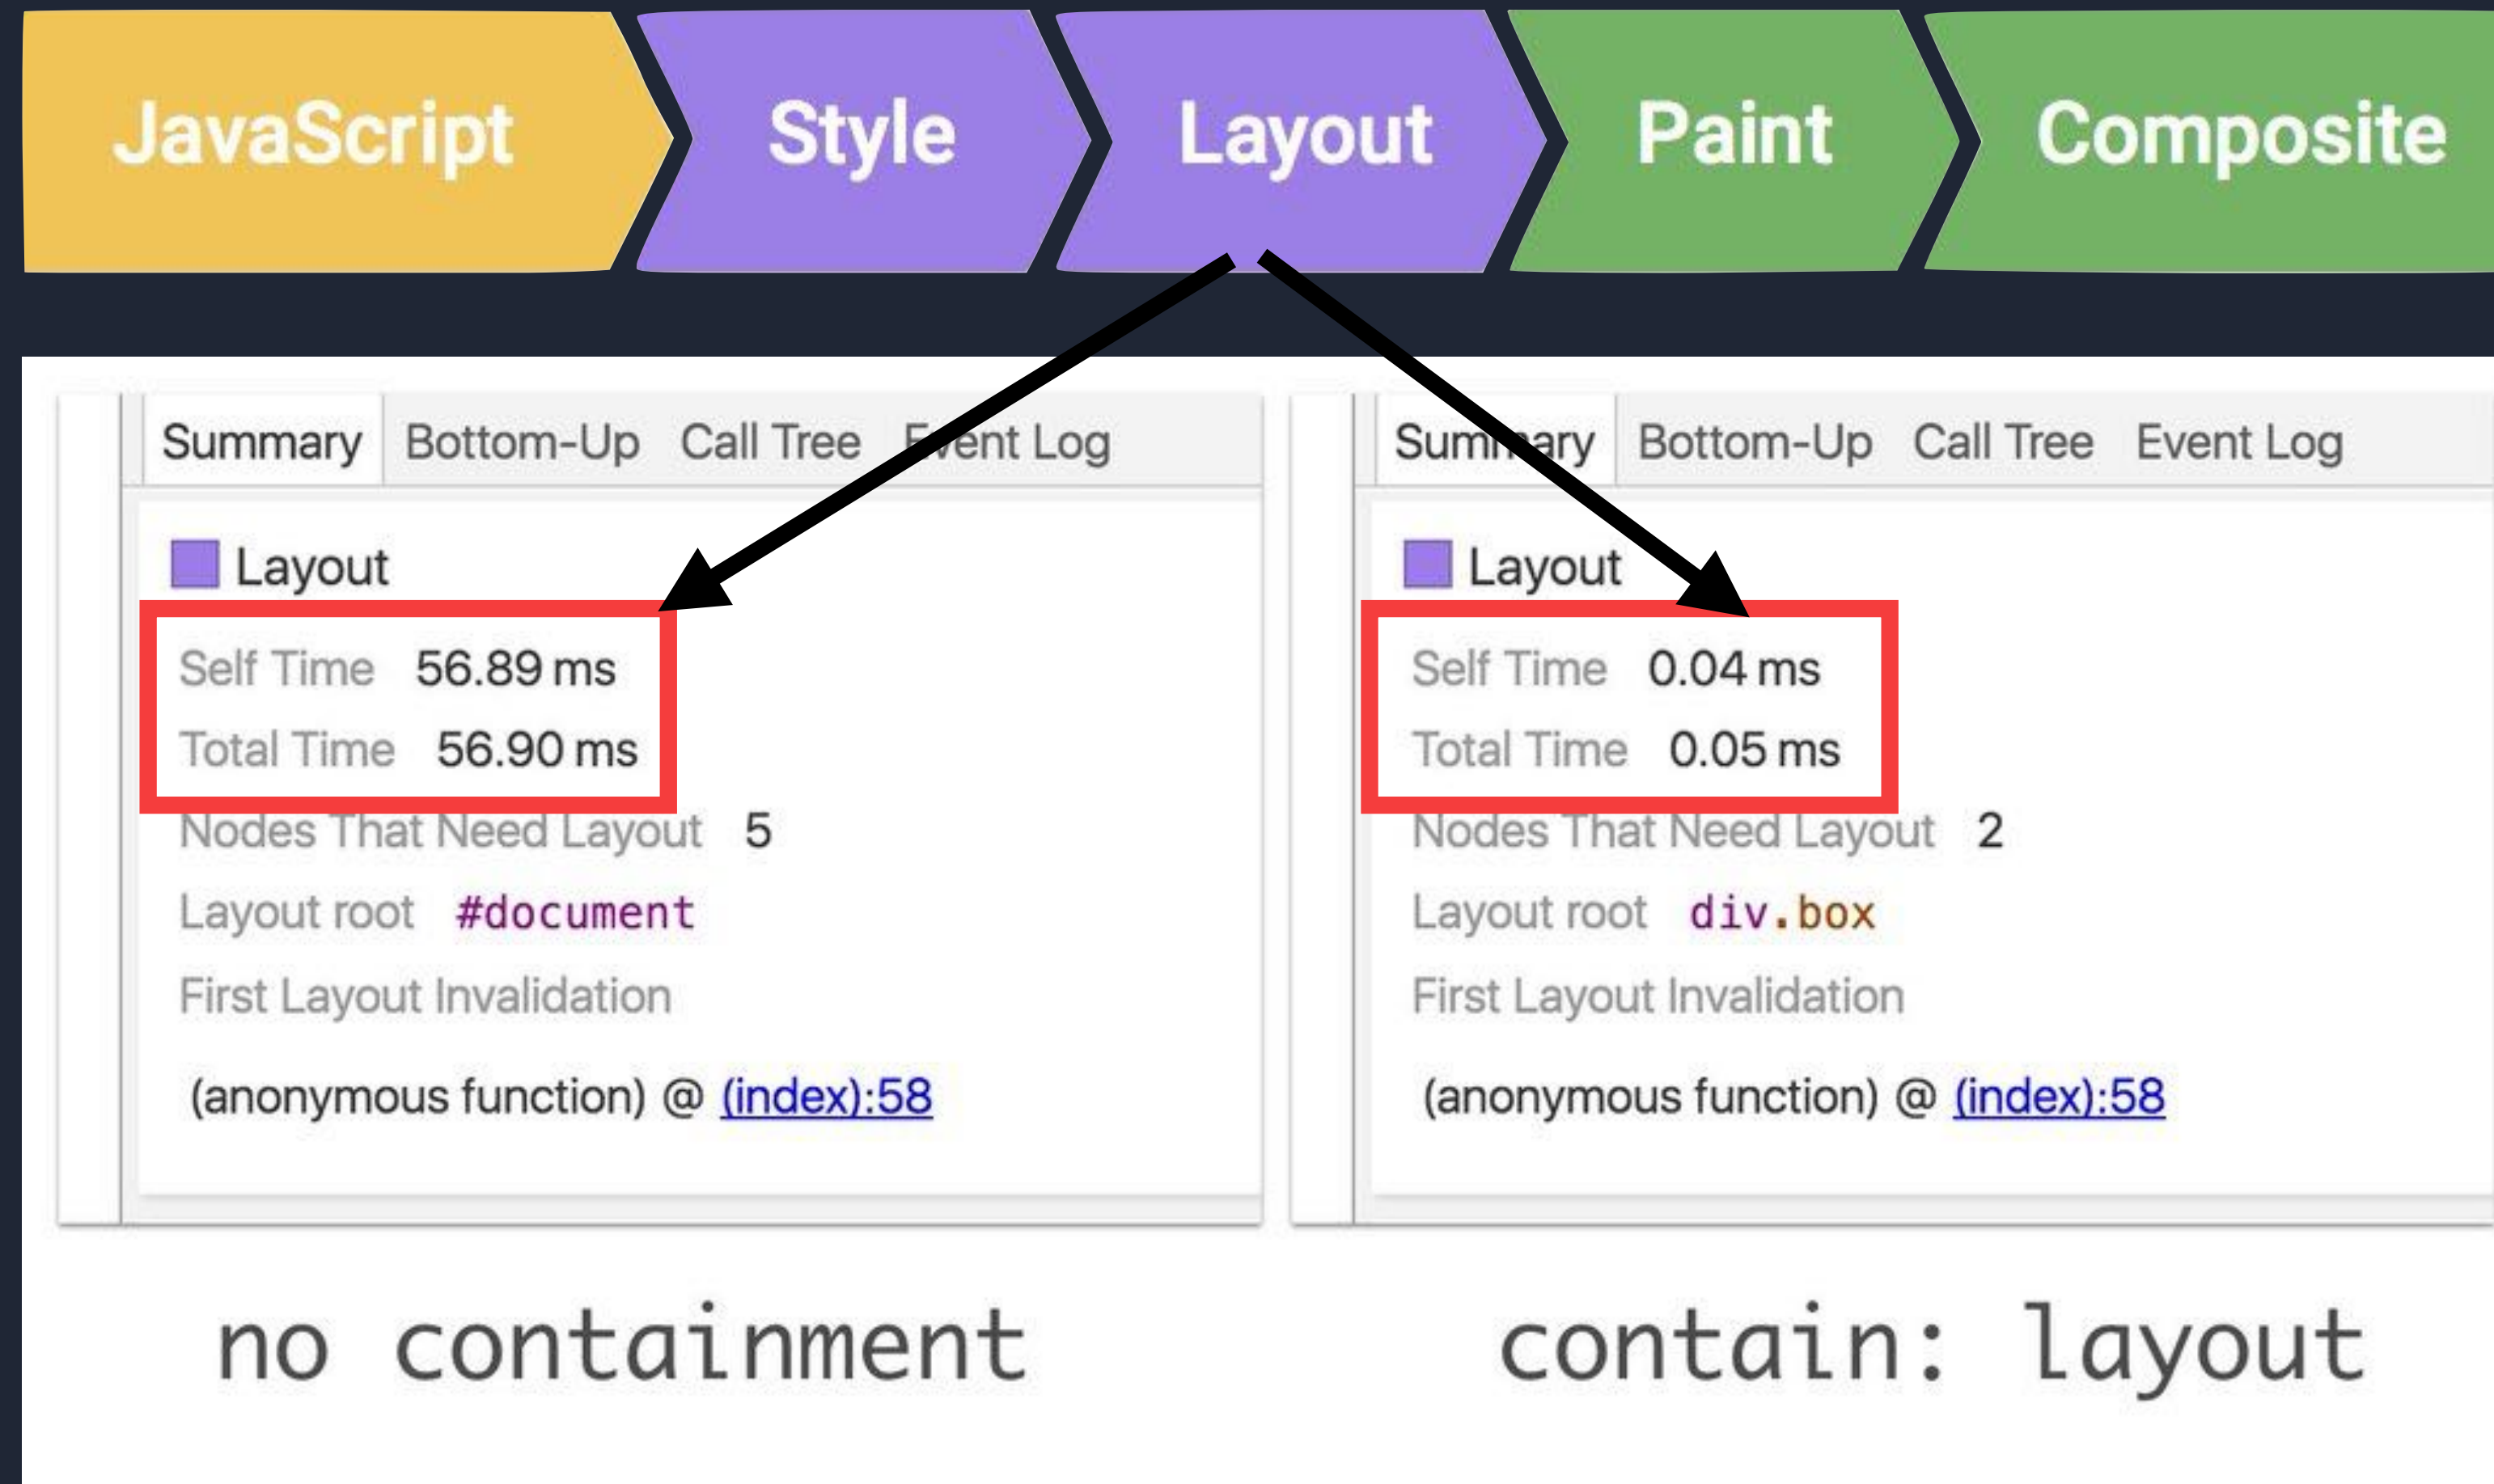 JavaScript Style Layout Paint Composite
Summary Bottom-Up Call Tree Event Log
Layout
Self Time 56.89 ms
Total Time 56.90 ms
Nodes That Need Layout 5
Layout root #document
First Layout Invalidation
(anonymous function) @ (index):58
no containment
Summary Bottom-Up Call Tree Event Log
Layout
Self Time 0.04 ms
Total Time 0.05 ms
Nodes That Need Layout 2
Layout root div.box
First Layout Invalidation
(anonymous function) @ (index):58
contain: layout